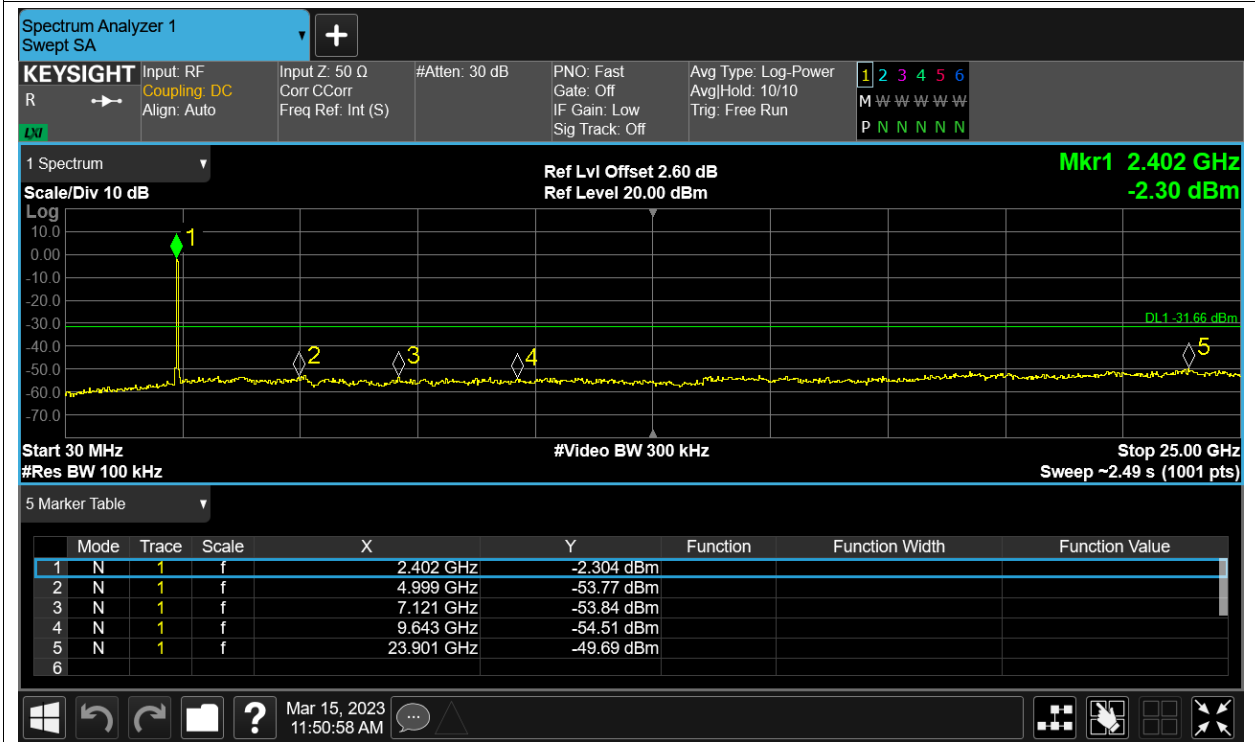 Spectrum Analyzer 1
Swept SA
KEYSIGHT
R
LXI
Input: RF
Coupling: DC
Align: Auto
Input Z: 50 Ω
Corr CCorr
Freq Ref: Int (S)
#Atten: 30 dB
PNO: Fast
Gate: Off
IF Gain: Low
Sig Track: Off
Avg Type: Log-Power
Avg|Hold: 10/10
Trig: Free Run
1 2 3 4 5 6
M W W W W W
P N N N N N
1 Spectrum
Scale/Div 10 dB
Ref Lvl Offset 2.60 dB
Ref Level 20.00 dBm
Mkr1 2.402 GHz
-2.30 dBm
Log
10.0
0.00
-10.0
-20.0
-30.0
-40.0
-50.0
-60.0
-70.0
1
2
3
4
5
DL1 -31.66 dBm
Start 30 MHz
#Video BW 300 kHz
Stop 25.00 GHz
#Res BW 100 kHz
Sweep ~2.49 s (1001 pts)
5 Marker Table
Mode Trace Scale X Y Function Function Width Function Value
1 N 1 f 2.402 GHz -2.304 dBm
2 N 1 f 4.999 GHz -53.77 dBm
3 N 1 f 7.121 GHz -53.84 dBm
4 N 1 f 9.643 GHz -54.51 dBm
5 N 1 f 23.901 GHz -49.69 dBm
6
?
Mar 15, 2023
11:50:58 AM